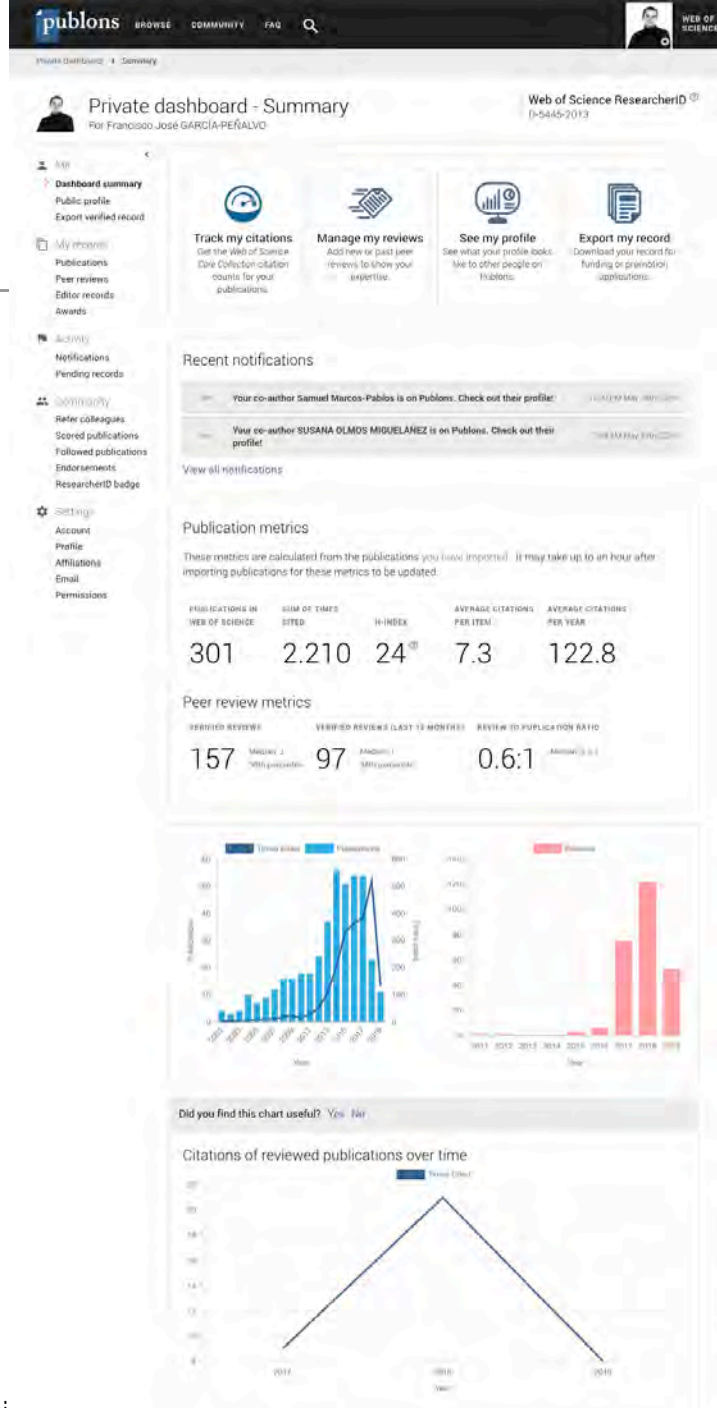 publons BROWSE COMMUNITY FAQ
WEB OF
SCIENCE
Private Dashboard Summary
Private dashboard - Summary
For Francisco José GARCÍA-PEÑALVO
Web of Science ResearcherID
Dashboard summary
Public profile
Export verified record
My records
Publications
Peer reviews
Editor records
Awards
Activity
Notifications
Pending records
Community
Refer colleagues
Scored publications
Followed publications
Endorsements
ResearcherID badge
Settings
Account
Profile
Affiliations
Email
Permissions
Track my citations
Get the Web of Science
Core Collection citation
counts for your
publications.
Manage my reviews
Add new or past peer
reviews to show your
expertise.
See my profile
See what your profile looks
like to other people on
Publons.
Export my record
Download your record for
funding or promotion
applications.
Recent notifications
Your co-author Samuel Marcos-Pablos is on Publons. Check out their profile!
Your co-author SUSANA OLMOS MIGUELÁÑEZ is on Publons. Check out their
profile!
View all notifications
Publication metrics
These metrics are calculated from the publications you have imported. It may take up to an hour after
importing publications for these metrics to be updated.
PUBLICATIONS IN
WEB OF SCIENCE
301
SUM OF TIMES
CITED
2.210
H-INDEX
24
AVERAGE CITATIONS
PER ITEM
7.3
AVERAGE CITATIONS
PER YEAR
122.8
Peer review metrics
VERIFIED REVIEWS
157
VERIFIED REVIEWS (LAST 12 MONTHS)
97
REVIEW TO PUBLICATION RATIO
0.6:1
Times Cited Publications
Publications
Times Cited
Year
Reviews
2011 2012 2013 2014 2015 2016 2017 2018 2019
Year
Did you find this chart useful? Yes No
Citations of reviewed publications over time
Times Cited
2017 2018 2019
Year